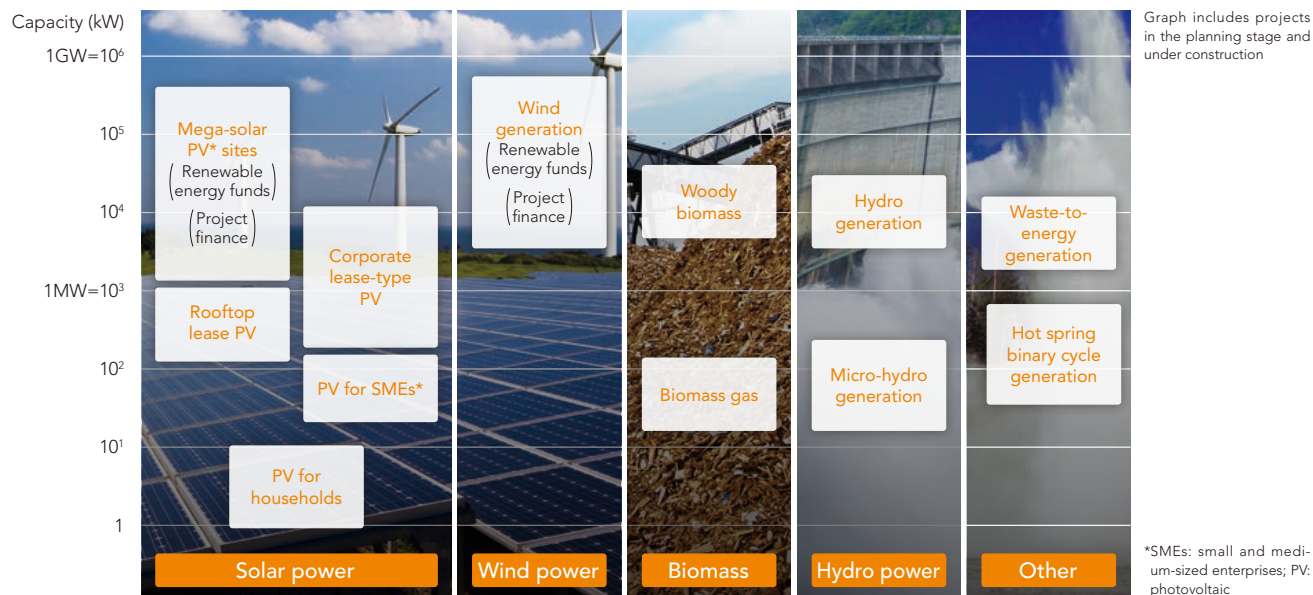 Capacity (kW)
1GW=10⁶
10⁵
10⁴
1MW=10³
10²
10¹
1
Mega-solar
PV* sites
(Renewable
energy funds)
(Project
finance)
Rooftop
lease PV
Corporate
lease-type
PV
PV for SMEs*
PV for
households
Solar power
Wind
generation
(Renewable
energy funds)
(Project
finance)
Wind power
Woody
biomass
Biomass gas
Biomass
Hydro
generation
Micro-hydro
generation
Hydro power
Waste-to-
energy
generation
Hot spring
binary cycle
generation
Other
Graph includes projects
in the planning stage and
under construction
*SMEs: small and medi-
um-sized enterprises; PV:
photovoltaic